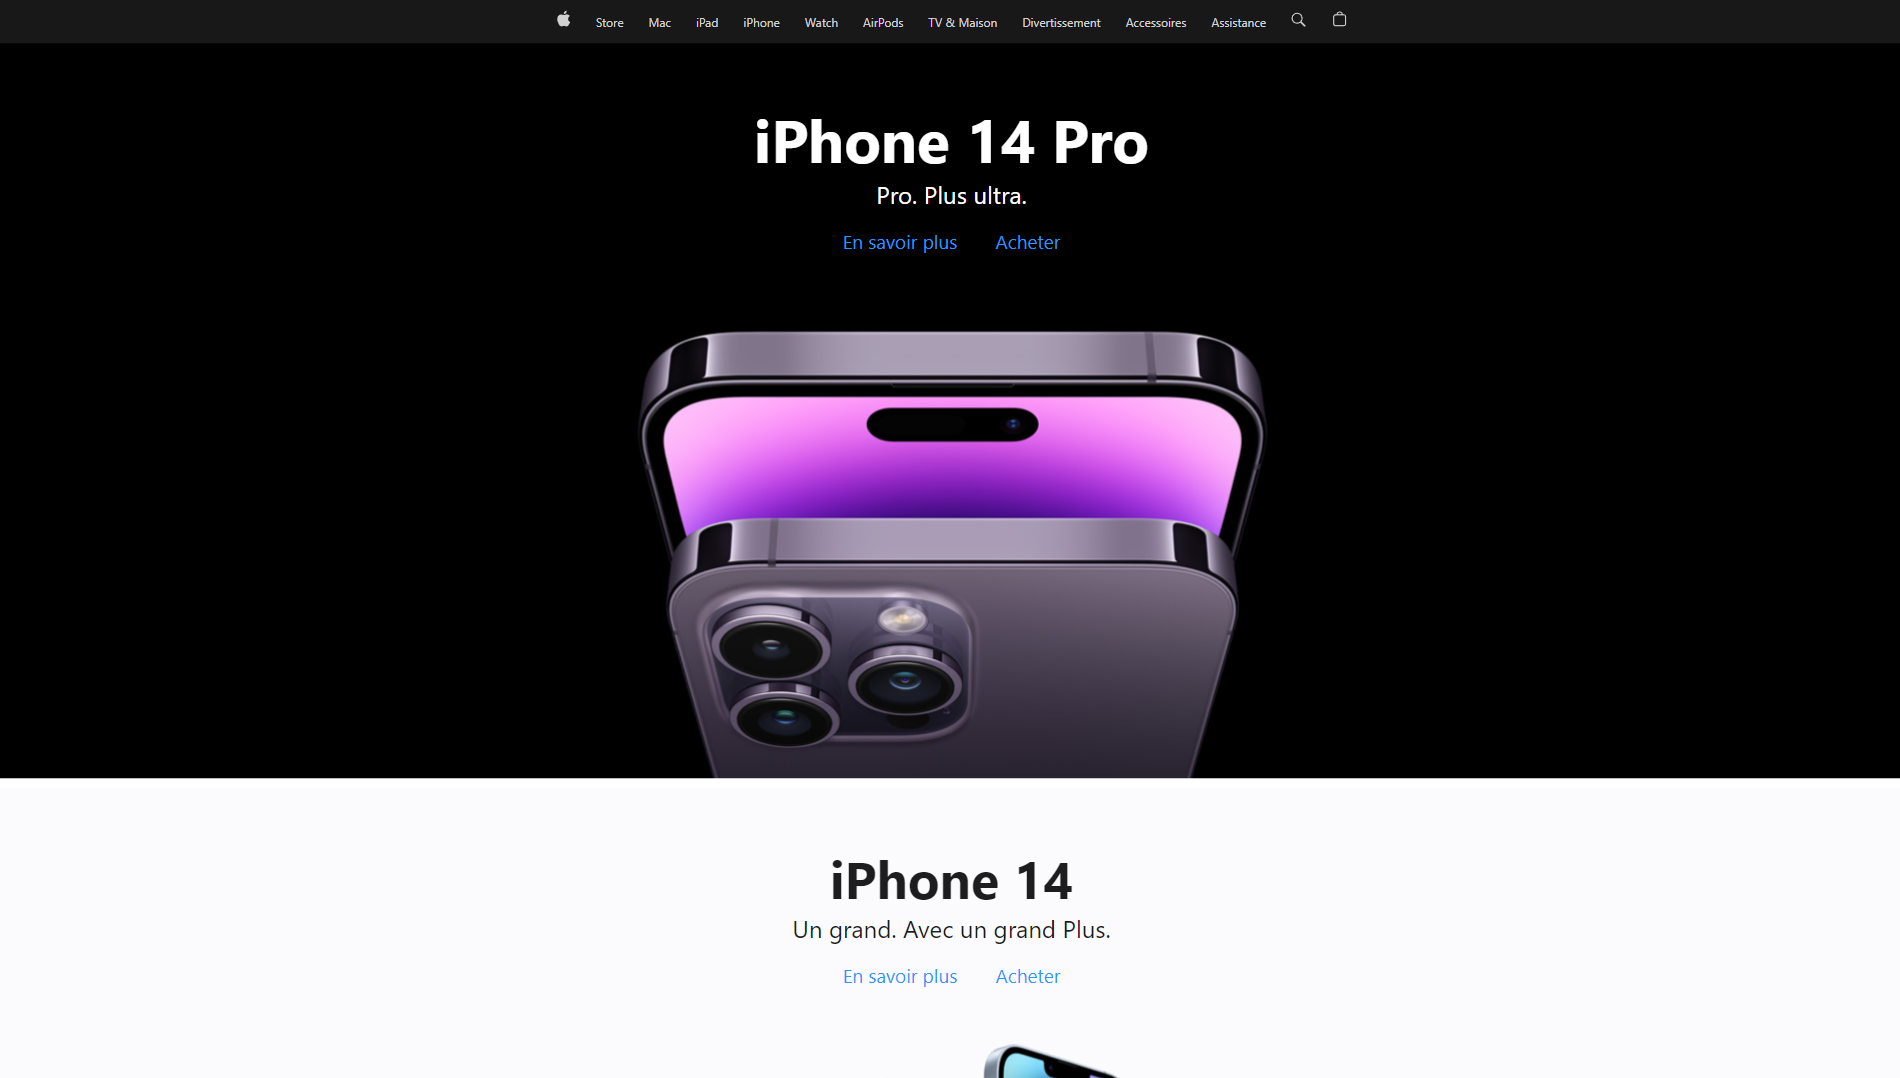 Store Mac iPad iPhone Watch AirPods TV & Maison Divertissement Accessoires Assistance
iPhone 14 Pro
Pro. Plus ultra.
En savoir plus Acheter
iPhone 14
Un grand. Avec un grand Plus.
En savoir plus Acheter